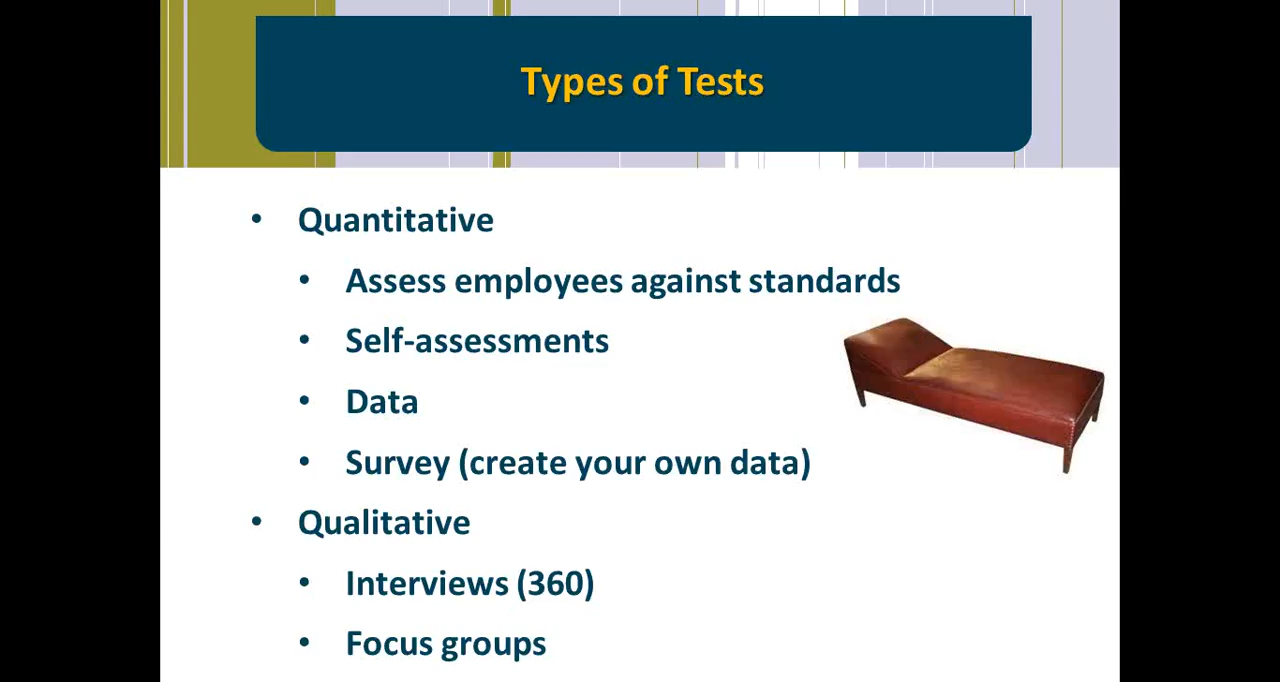 Types of Tests
• Quantitative
• Assess employees against standards
• Self-assessments
• Data
• Survey (create your own data)
• Qualitative
• Interviews (360)
• Focus groups